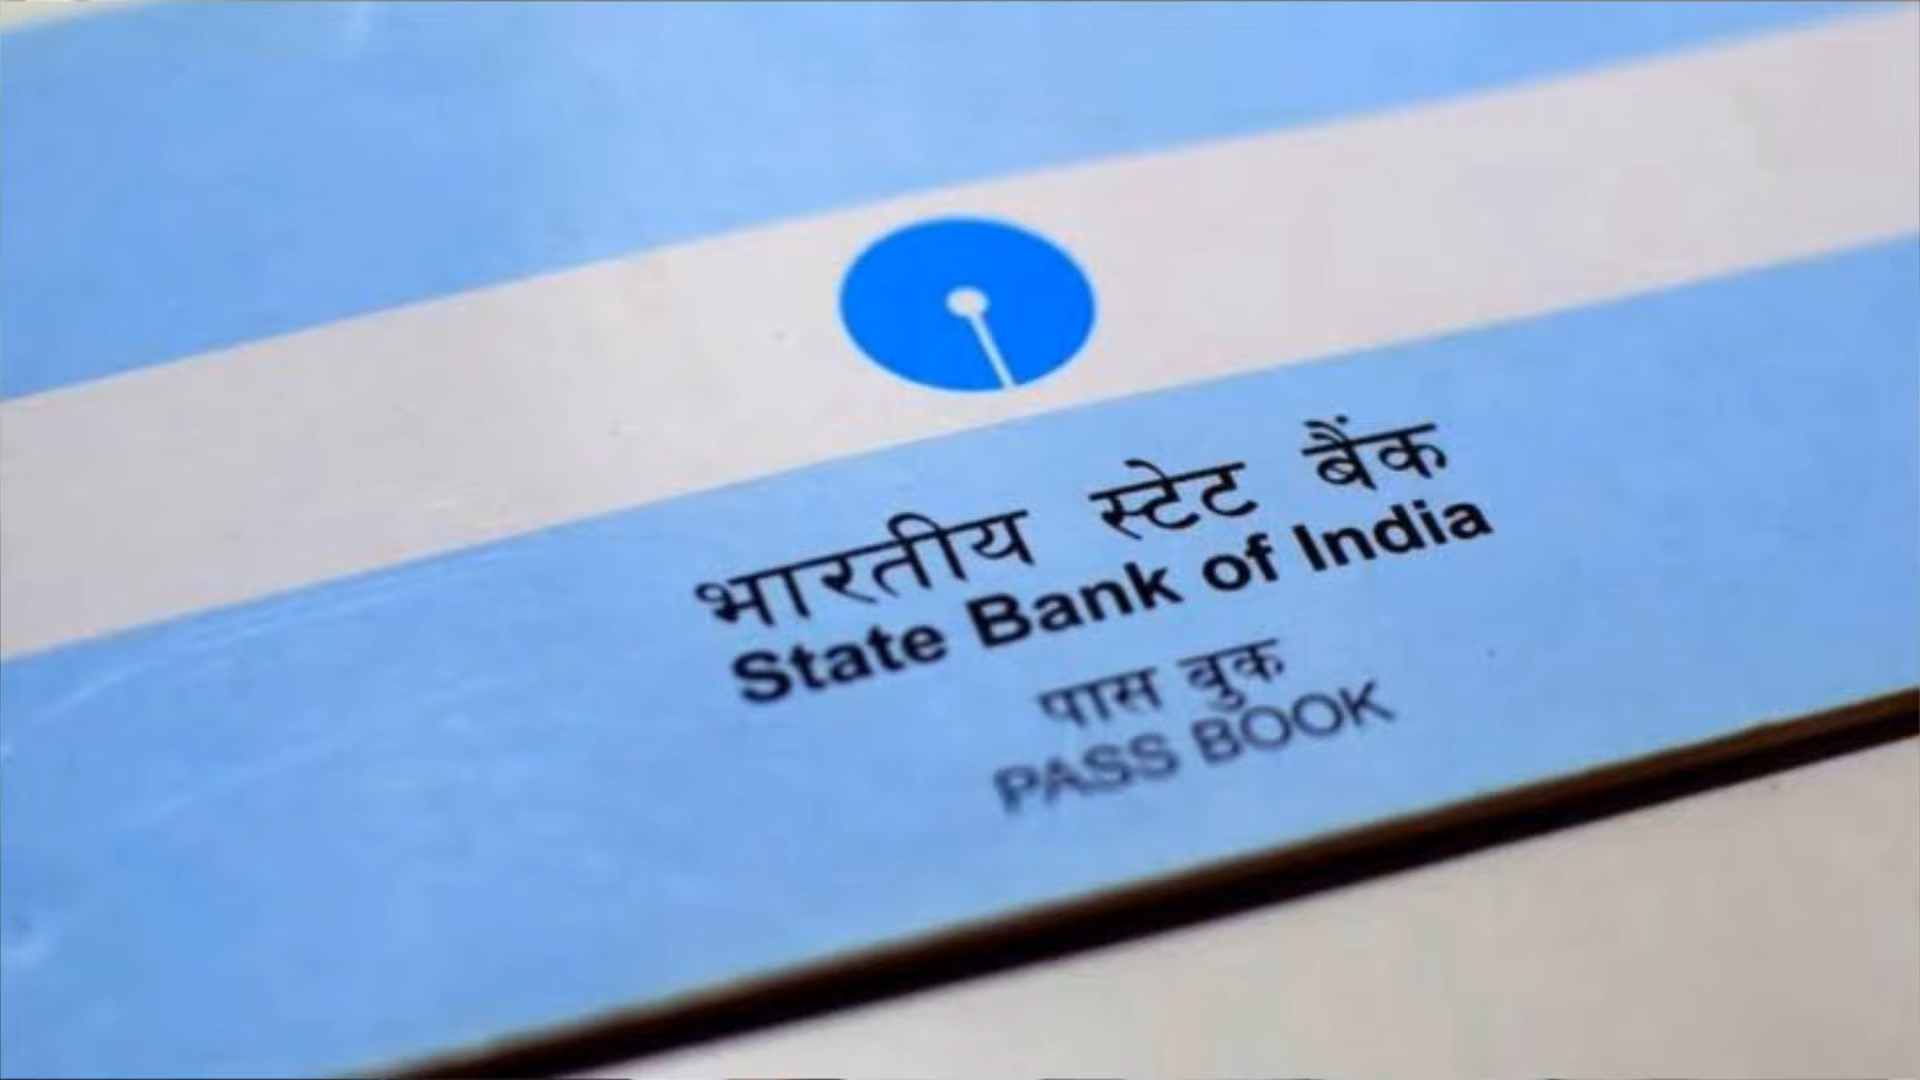 भारतीय स्टेट बैंक
State Bank of India
पास बुक
PASS BOOK